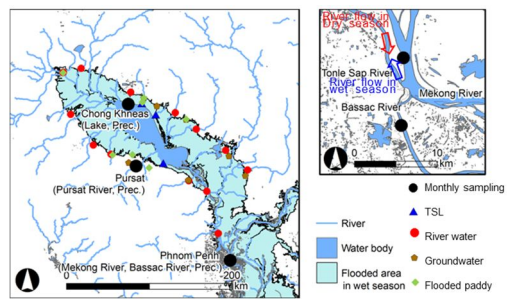 Chong Khneas
(Lake, Prec.)
Pursat
(Pursat River, Prec.)
Phnom Penh
(Mekong River, Bassac River, Prec.)
0
200
km
River flow in
Dry season
Tonle Sap River
River flow in
wet season
Mekong River
Bassac River
0
10
km
River
Water body
Flooded area
in wet season
Monthly sampling
TSL
River water
Groundwater
Flooded paddy